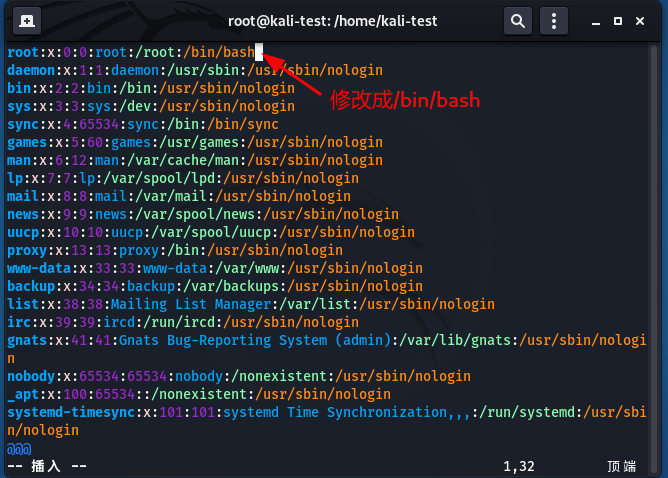 root@kali-test: /home/kali-test
root:x:0:0:root:/root:/bin/bash
daemon:x:1:1:daemon:/usr/sbin:/usr/sbin/nologin
修改成/bin/bash
bin:x:2:2:bin:/bin:/usr/sbin/nologin
sys:x:3:3:sys:/dev:/usr/sbin/nologin
sync:x:4:65534:sync:/bin:/bin/sync
games:x:5:60:games:/usr/games:/usr/sbin/nologin
man:x:6:12:man:/var/cache/man:/usr/sbin/nologin
lp:x:7:7:lp:/var/spool/lpd:/usr/sbin/nologin
mail:x:8:8:mail:/var/mail:/usr/sbin/nologin
news:x:9:9:news:/var/spool/news:/usr/sbin/nologin
uucp:x:10:10:uucp:/var/spool/uucp:/usr/sbin/nologin
proxy:x:13:13:proxy:/bin:/usr/sbin/nologin
www-data:x:33:33:www-data:/var/www:/usr/sbin/nologin
backup:x:34:34:backup:/var/backups:/usr/sbin/nologin
list:x:38:38:Mailing List Manager:/var/list:/usr/sbin/nologin
irc:x:39:39:ircd:/run/ircd:/usr/sbin/nologin
gnats:x:41:41:Gnats Bug-Reporting System (admin):/var/lib/gnats:/usr/sbin/nologi
n
nobody:x:65534:65534:nobody:/nonexistent:/usr/sbin/nologin
_apt:x:100:65534::/nonexistent:/usr/sbin/nologin
systemd-timesync:x:101:101:systemd Time Synchronization,,,:/run/systemd:/usr/sbi
n/nologin
@@@
-- 插入 -- 1,32 顶端